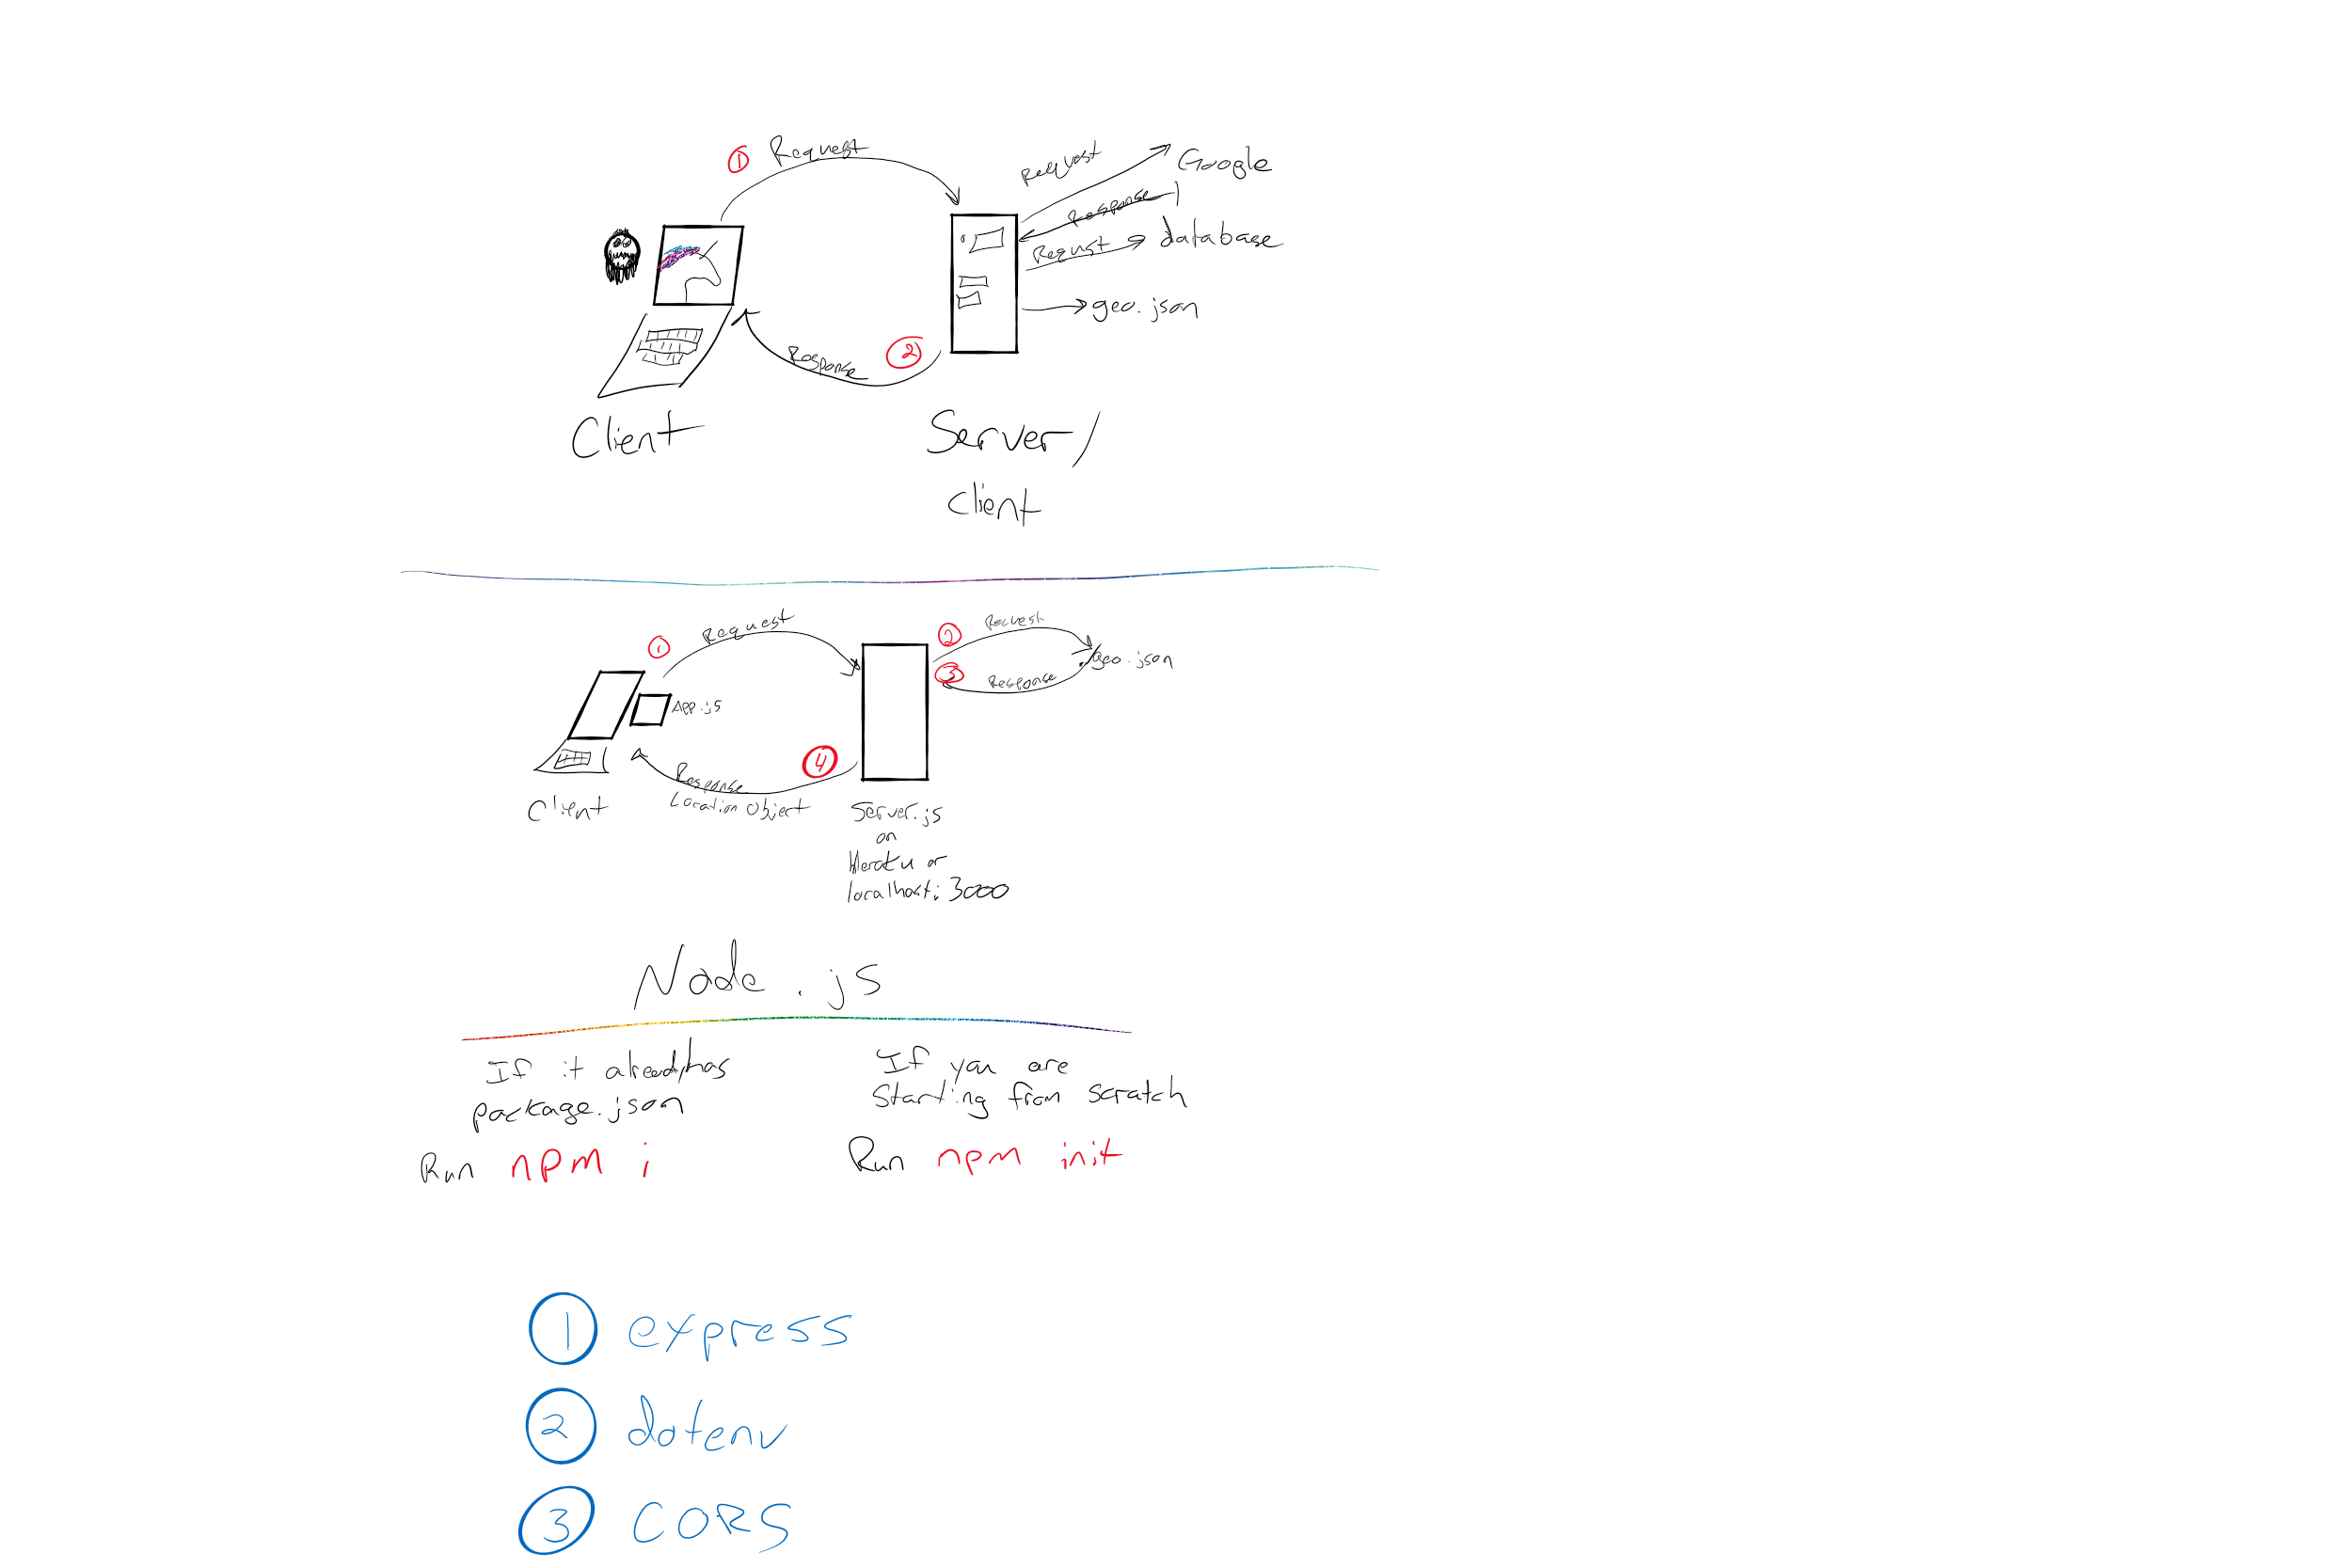 ① Request
Request
Google
Response
Request
database
geo.json
Response
②
Client
Server/
Client
① Request
② Request
./geo.json
③ Response
App.js
④
Response
Location Object
Client
Server.js
on
Heroku or
localhost:3000
Node.js
If it already has
package.json
Run npm i
If you are
Starting from scratch
Run npm init
① express
② dotenv
③ CORS